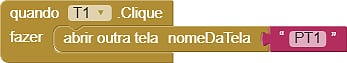 quando T1 .Clique
fazer abrir outra tela nomeDaTela " PT1 "